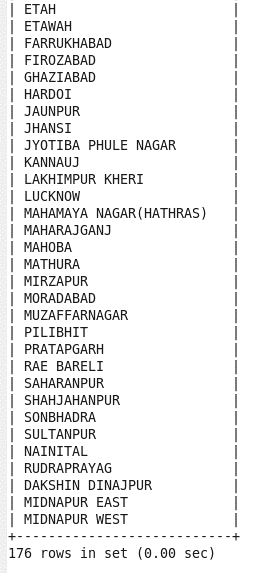 | ETAH |
| ETAWAH |
| FARRUKHABAD |
| FIROZABAD |
| GHAZIABAD |
| HARDOI |
| JAUNPUR |
| JHANSI |
| JYOTIBA PHULE NAGAR |
| KANNAUJ |
| LAKHIMPUR KHERI |
| LUCKNOW |
| MAHAMAYA NAGAR(HATHRAS) |
| MAHARAJGANJ |
| MAHOBA |
| MATHURA |
| MIRZAPUR |
| MORADABAD |
| MUZAFFARNAGAR |
| PILIBHIT |
| PRATAPGARH |
| RAE BARELI |
| SAHARANPUR |
| SHAHJAHANPUR |
| SONBHADRA |
| SULTANPUR |
| NAINITAL |
| RUDRAPRAYAG |
| DAKSHIN DINAJPUR |
| MIDNAPUR EAST |
| MIDNAPUR WEST |
+---------------------------+
176 rows in set (0.00 sec)